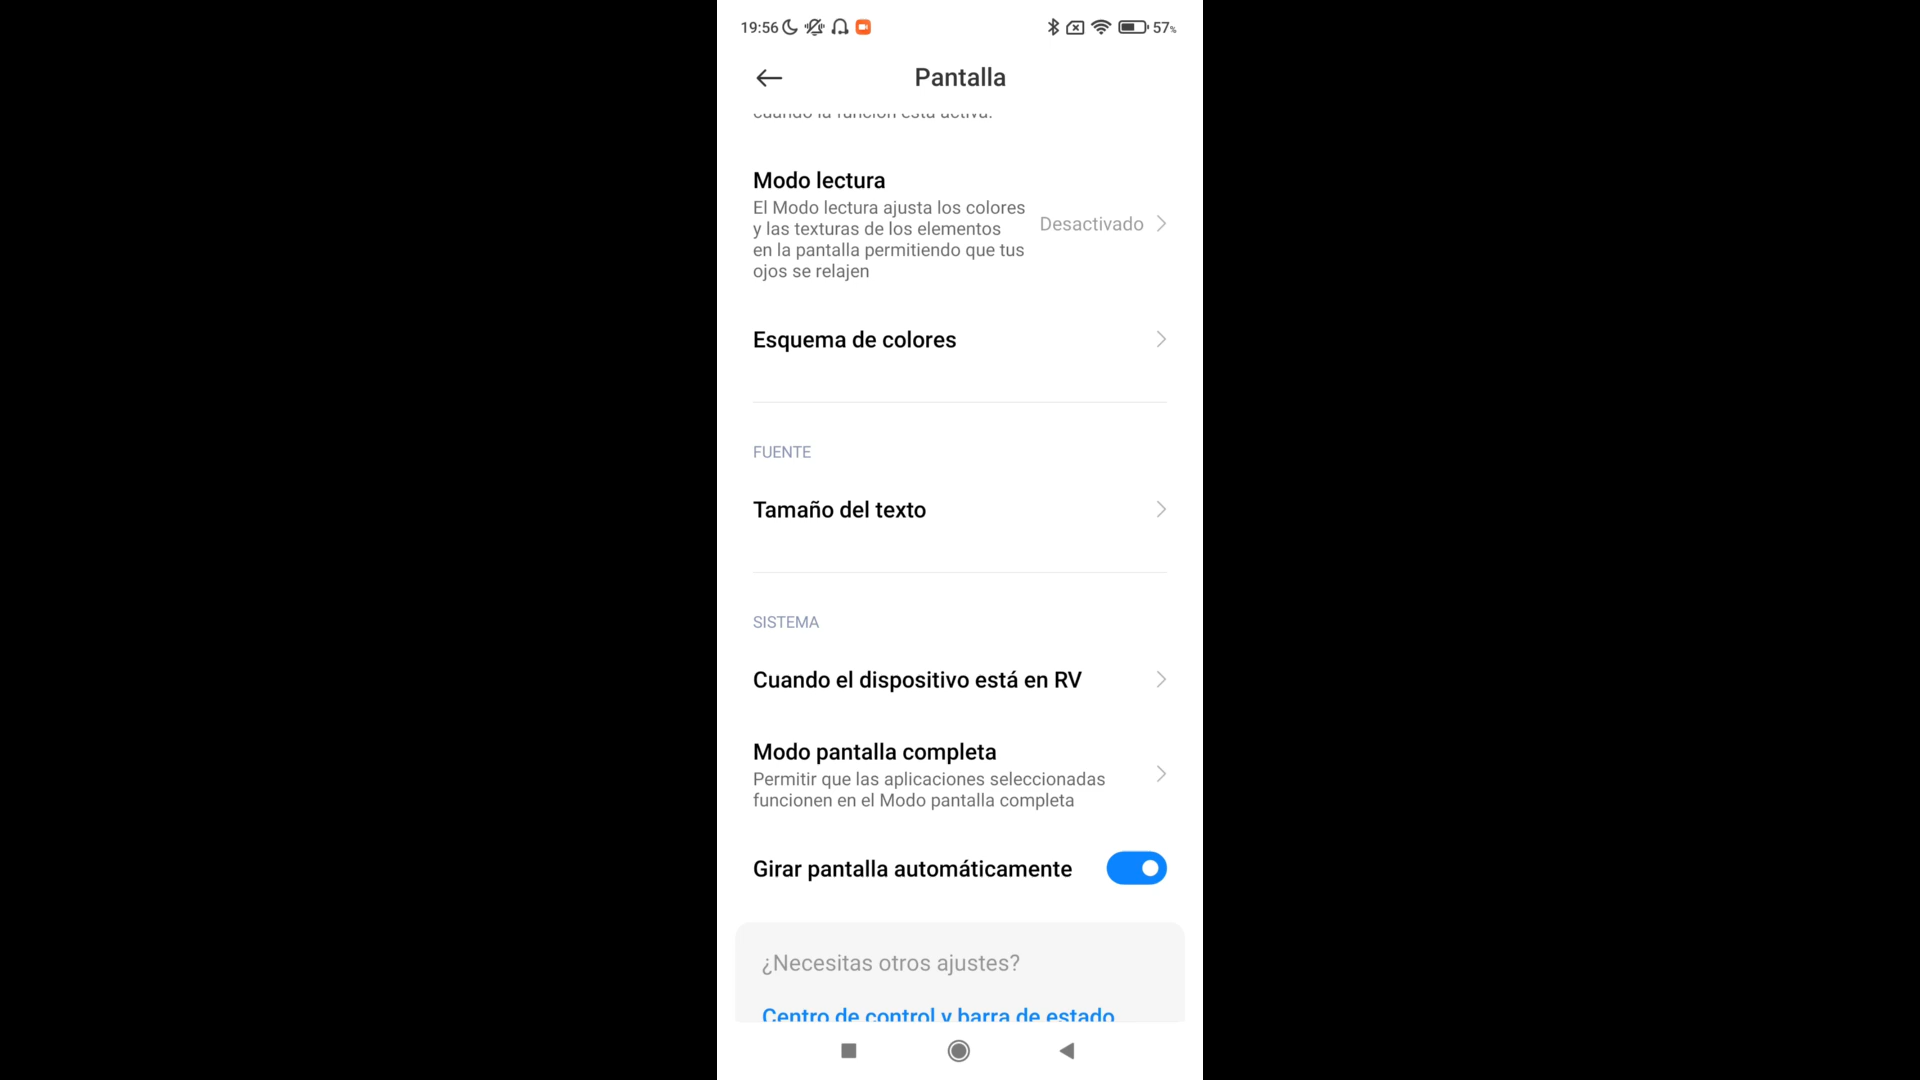 19:56 57%
Pantalla
cuando la función está activa.
Modo lectura
El Modo lectura ajusta los colores
y las texturas de los elementos
en la pantalla permitiendo que tus
ojos se relajen
Desactivado
Esquema de colores
FUENTE
Tamaño del texto
SISTEMA
Cuando el dispositivo está en RV
Modo pantalla completa
Permitir que las aplicaciones seleccionadas
funcionen en el Modo pantalla completa
Girar pantalla automáticamente
¿Necesitas otros ajustes?
Centro de control y barra de estado